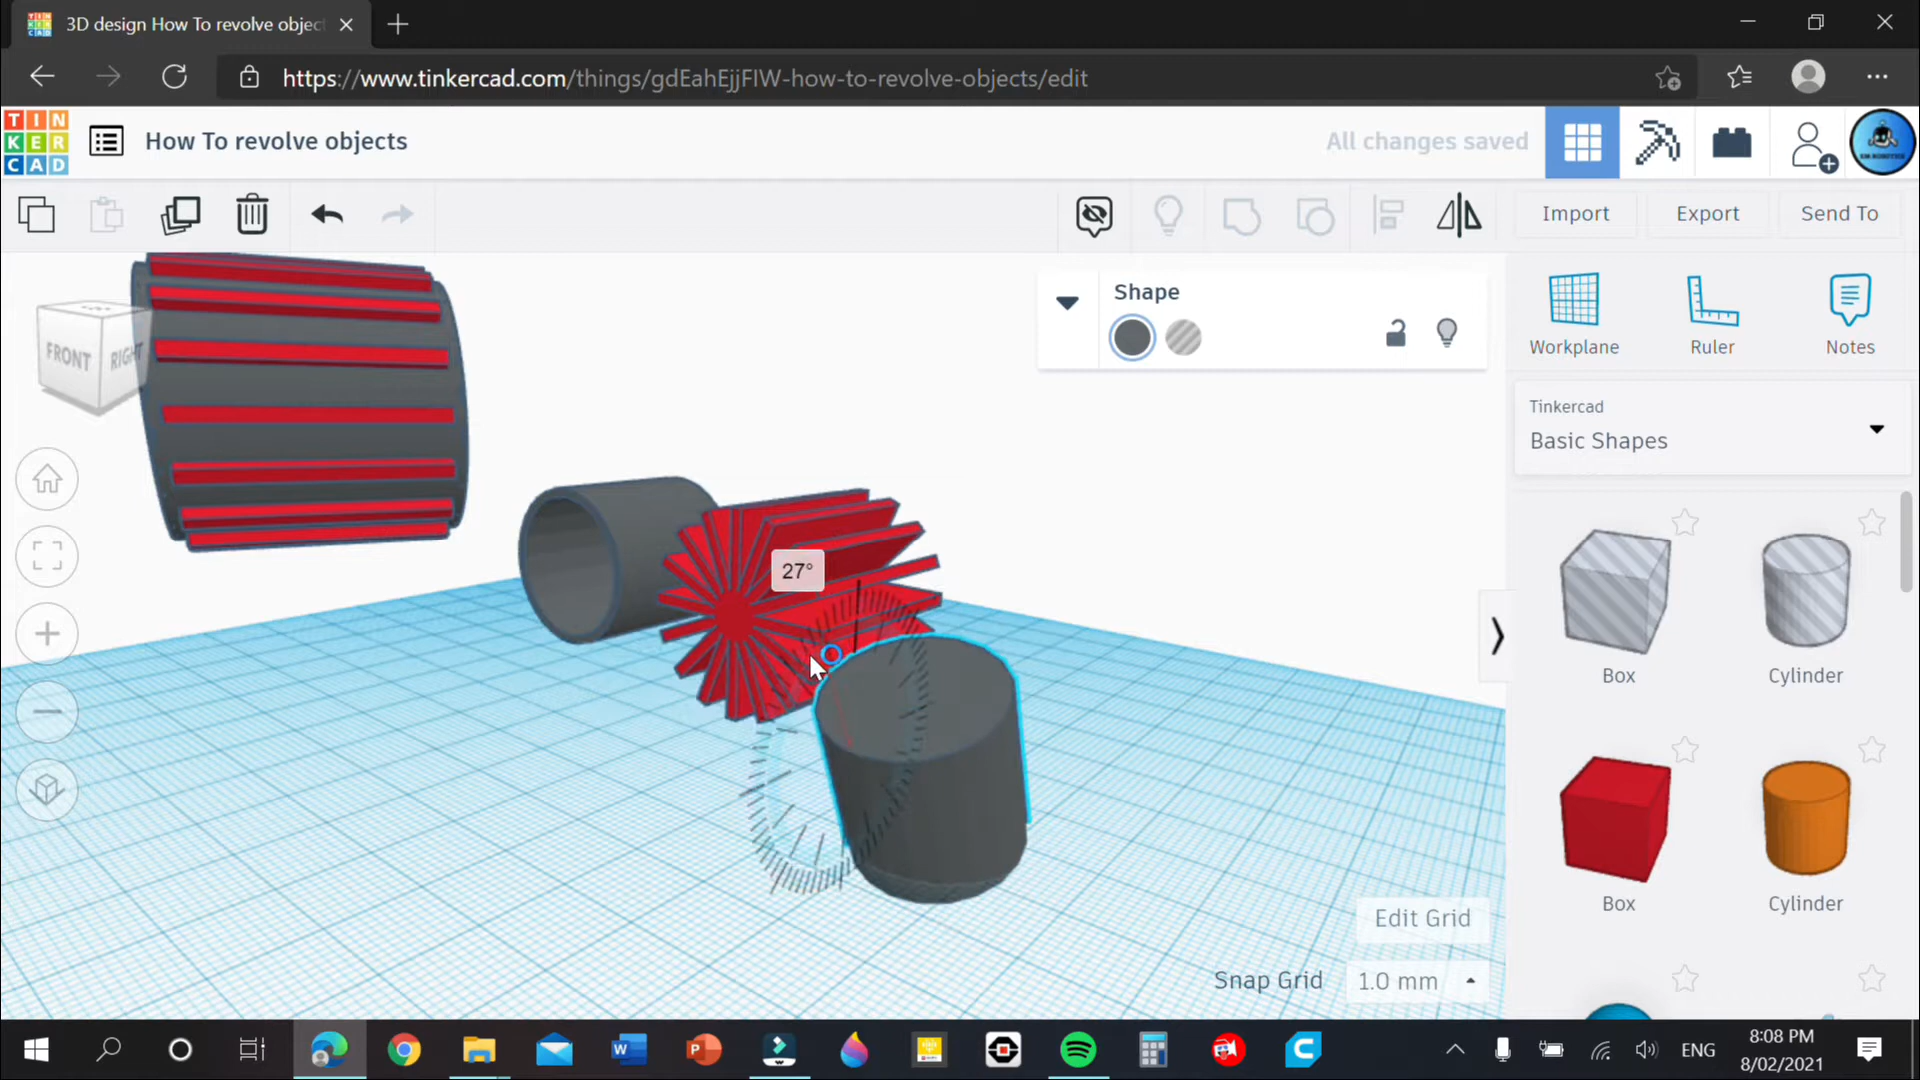 3D design How To revolve objec
https://www.tinkercad.com/things/gdEahEjjFIW-how-to-revolve-objects/edit
TIN
KER
CAD
How To revolve objects
All changes saved
Import
Export
Send To
Shape
Workplane
Ruler
Notes
FRONT
RIGHT
Tinkercad
Basic Shapes
27°
Box
Cylinder
Box
Cylinder
Edit Grid
Snap Grid
1.0 mm
ENG
8:08 PM
8/02/2021